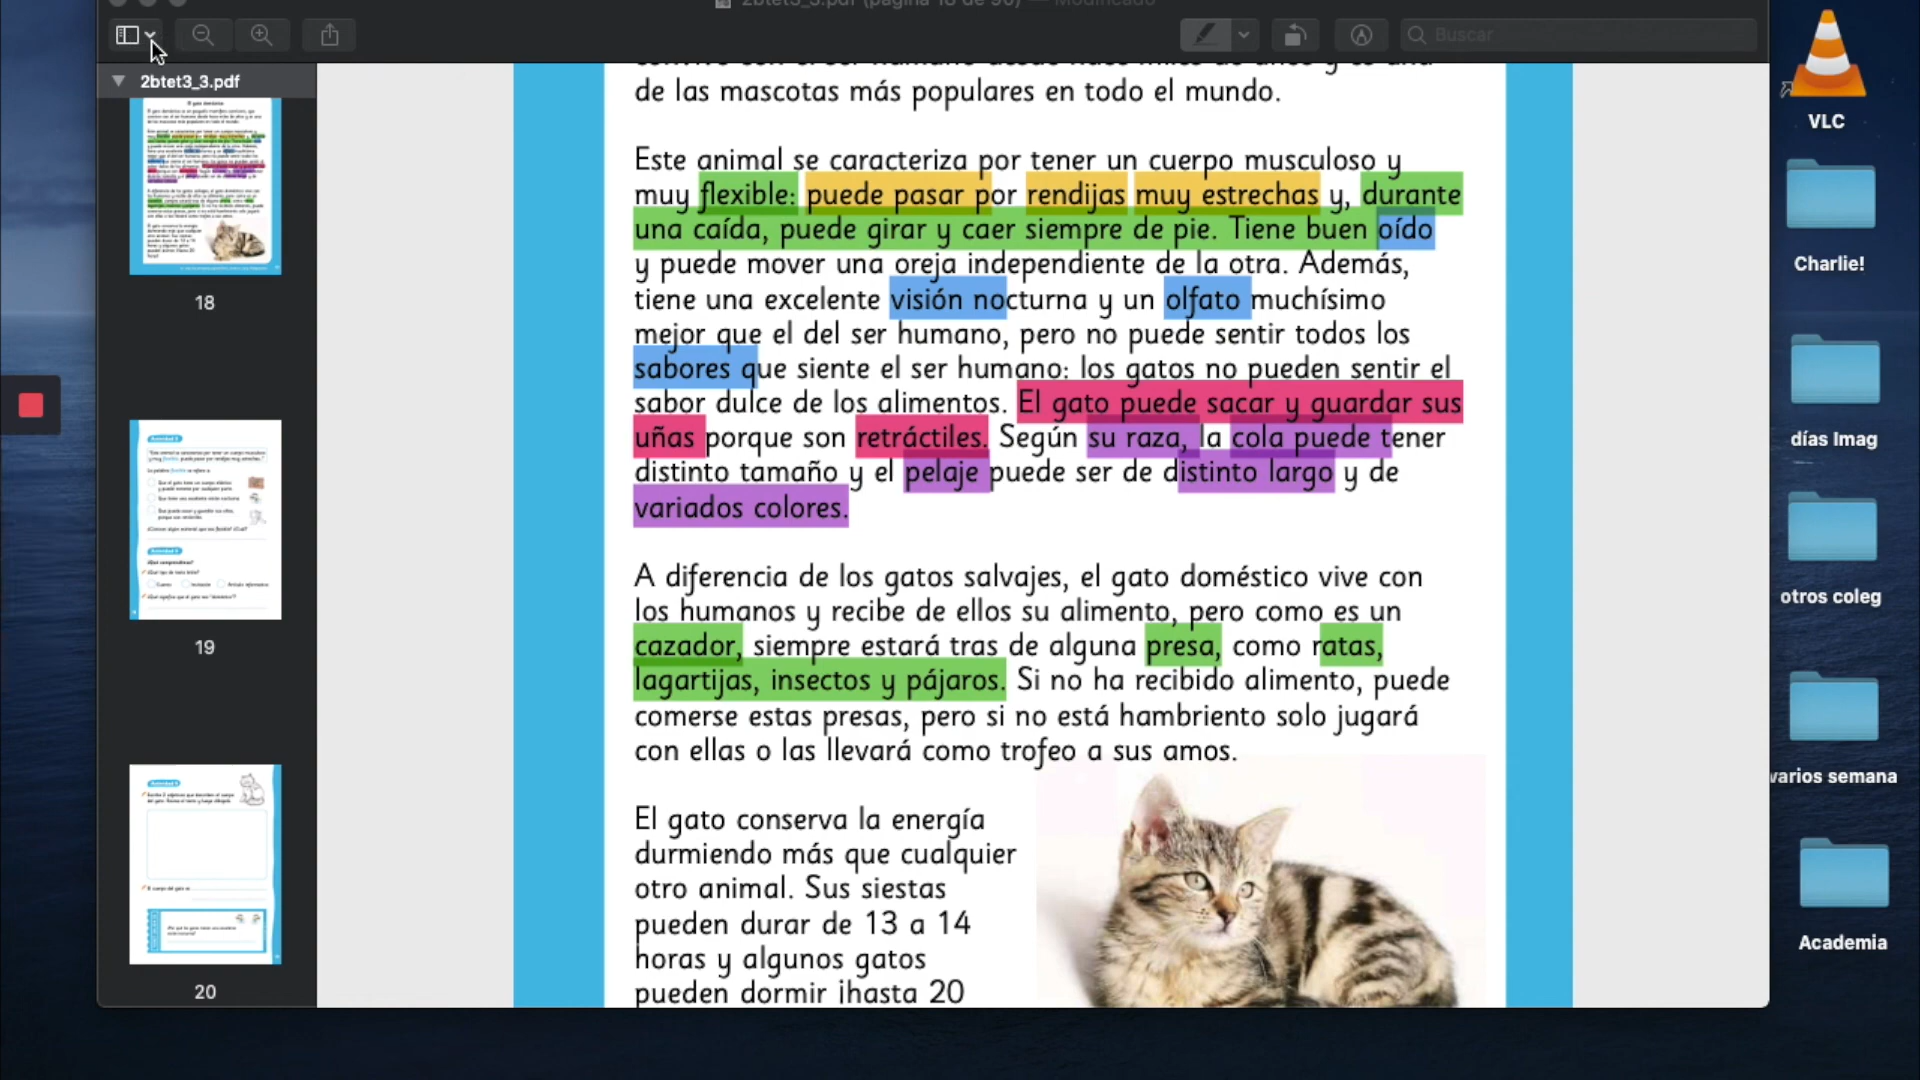 2btet3_3.pdf (página 18 de 90) — Modificado
Buscar
2btet3_3.pdf
18
19
20
de las mascotas más populares en todo el mundo.
Este animal se caracteriza por tener un cuerpo musculoso y
muy flexible: puede pasar por rendijas muy estrechas y, durante
una caída, puede girar y caer siempre de pie. Tiene buen oído
y puede mover una oreja independiente de la otra. Además,
tiene una excelente visión nocturna y un olfato muchísimo
mejor que el del ser humano, pero no puede sentir todos los
sabores que siente el ser humano: los gatos no pueden sentir el
sabor dulce de los alimentos. El gato puede sacar y guardar sus
uñas porque son retráctiles. Según su raza, la cola puede tener
distinto tamaño y el pelaje puede ser de distinto largo y de
variados colores.
A diferencia de los gatos salvajes, el gato doméstico vive con
los humanos y recibe de ellos su alimento, pero como es un
cazador, siempre estará tras de alguna presa, como ratas,
lagartijas, insectos y pájaros. Si no ha recibido alimento, puede
comerse estas presas, pero si no está hambriento solo jugará
con ellas o las llevará como trofeo a sus amos.
El gato conserva la energía
durmiendo más que cualquier
otro animal. Sus siestas
pueden durar de 13 a 14
horas y algunos gatos
pueden dormir ¡hasta 20
VLC
Charlie!
días Imag
otros coleg
varios semana
Academia